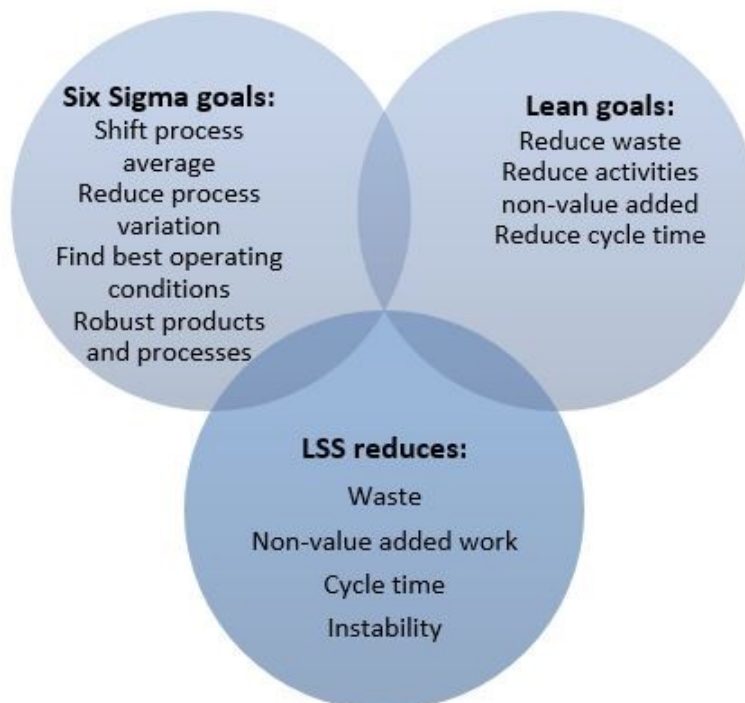 Six Sigma goals:
Shift process
average
Reduce process
variation
Find best operating
conditions
Robust products
and processes
Lean goals:
Reduce waste
Reduce activities
non-value added
Reduce cycle time
LSS reduces:
Waste
Non-value added work
Cycle time
Instability